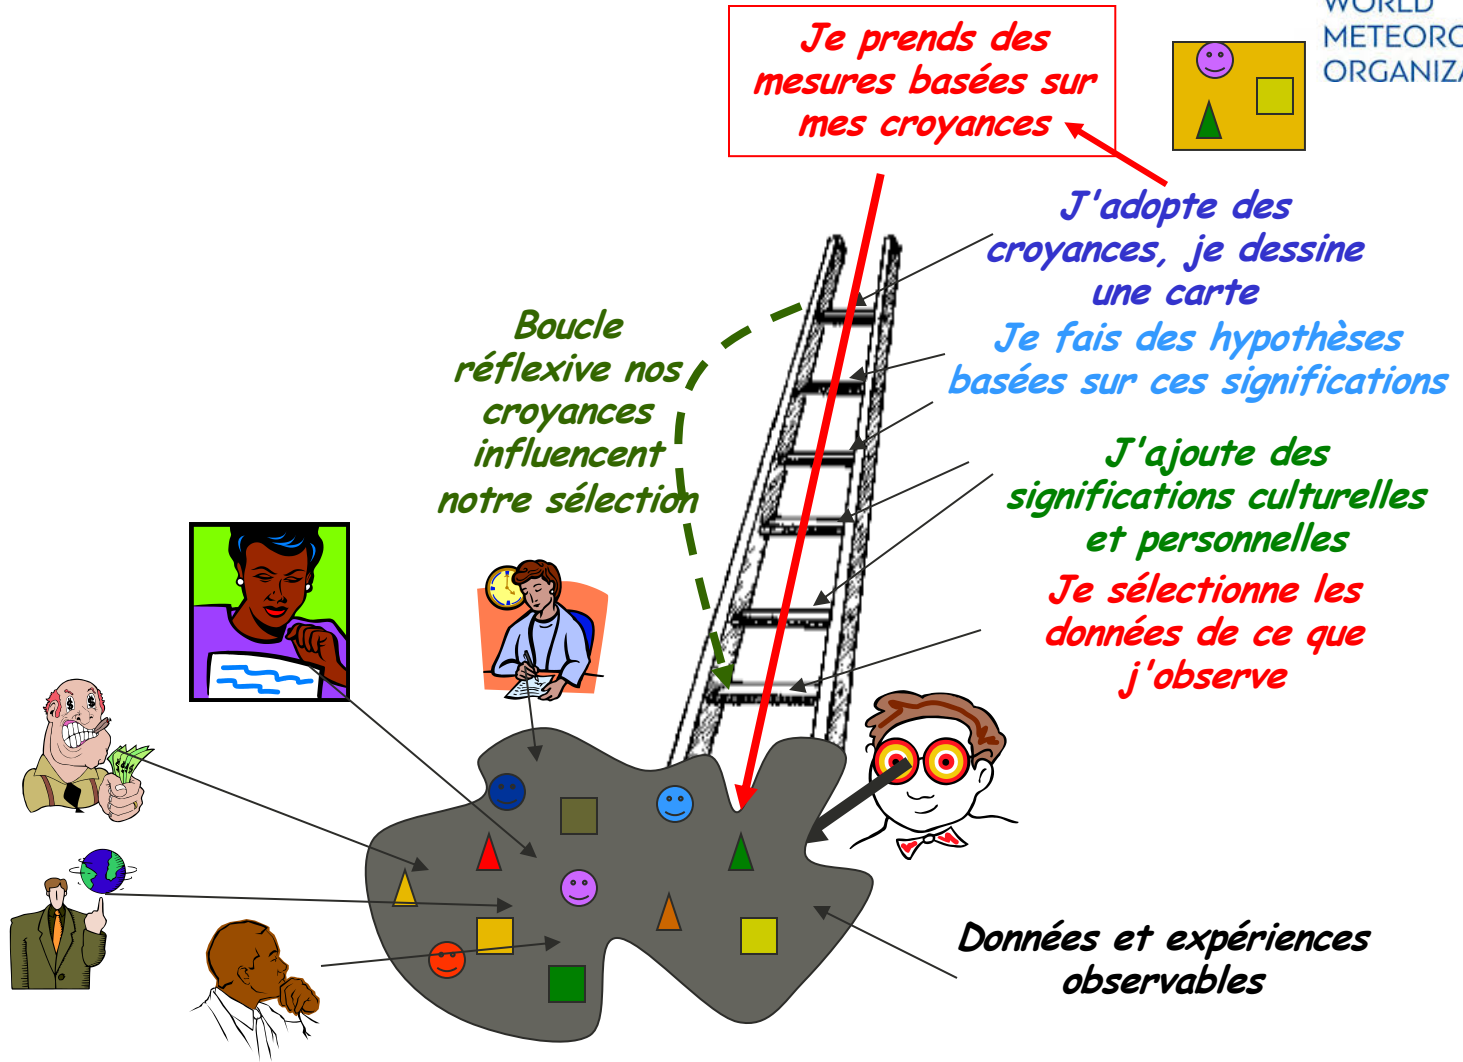 WORLD
Je prends des
mesures basées sur
mes croyances
J'adopte des
croyances, je dessine
une carte
Boucle
réflexive nos
croyances
influencent
notre sélection
Je fais des hypothèses
basées sur ces significations
J'ajoute des
significations culturelles
et personnelles
Je sélectionne les
données de ce que
j'observe
Données et expériences
observables